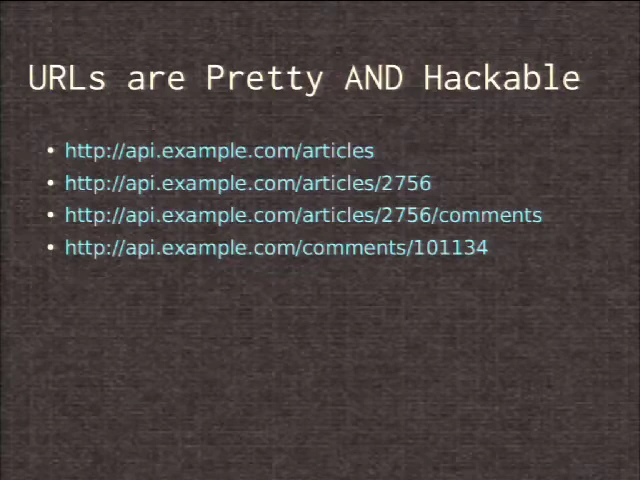 URLs are Pretty AND Hackable
• http://api.example.com/articles
• http://api.example.com/articles/2756
• http://api.example.com/articles/2756/comments
• http://api.example.com/comments/101134